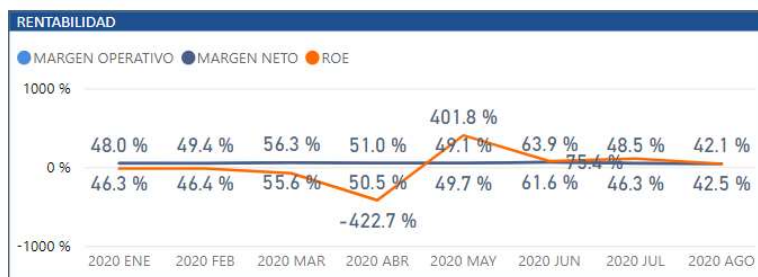 RENTABILIDAD
MARGEN OPERATIVO MARGEN NETO ROE
1000 %
401.8 %
48.0 % 49.4 % 56.3 % 51.0 % 49.1 % 63.9 % 48.5 % 42.1 %
0 % 75.4 %
46.3 % 46.4 % 55.6 % 50.5 % 49.7 % 61.6 % 46.3 % 42.5 %
-422.7 %
-1000 %
2020 ENE 2020 FEB 2020 MAR 2020 ABR 2020 MAY 2020 JUN 2020 JUL 2020 AGO